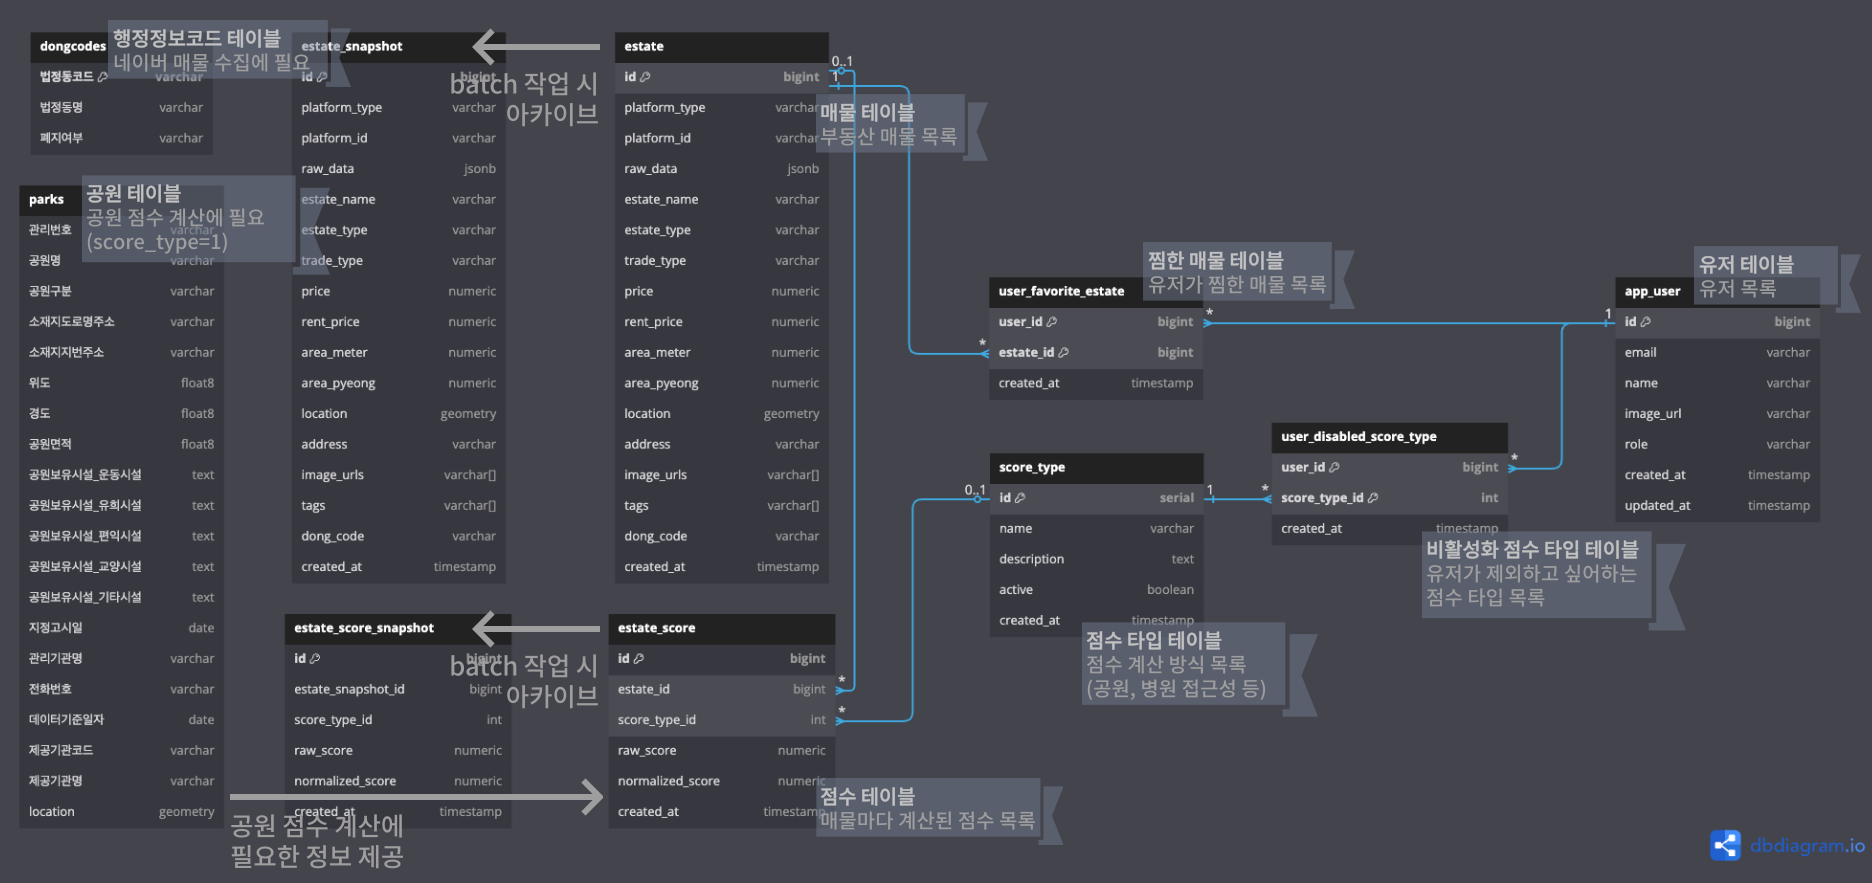 dongcodes
법정동코드 varchar
법정동명 varchar
폐지여부 varchar
행정정보코드 테이블
네이버 매물 수집에 필요
parks
관리번호 varchar
공원명 varchar
공원구분 varchar
소재지도로명주소 varchar
소재지지번주소 varchar
위도 float8
경도 float8
공원면적 float8
공원보유시설_운동시설 text
공원보유시설_유희시설 text
공원보유시설_편익시설 text
공원보유시설_교양시설 text
공원보유시설_기타시설 text
지정고시일 date
관리기관명 varchar
전화번호 varchar
데이터기준일자 date
제공기관코드 varchar
제공기관명 varchar
location geometry
공원 테이블
공원 점수 계산에 필요
(score_type=1)
estate_snapshot
id bigint
platform_type varchar
platform_id varchar
raw_data jsonb
estate_name varchar
estate_type varchar
trade_type varchar
price numeric
rent_price numeric
area_meter numeric
area_pyeong numeric
location geometry
address varchar
image_urls varchar[]
tags varchar[]
dong_code varchar
created_at timestamp
batch 작업 시
아카이브
estate
id bigint
platform_type varchar
platform_id varchar
raw_data jsonb
estate_name varchar
estate_type varchar
trade_type varchar
price numeric
rent_price numeric
area_meter numeric
area_pyeong numeric
location geometry
address varchar
image_urls varchar[]
tags varchar[]
dong_code varchar
created_at timestamp
0..1
1
매물 테이블
부동산 매물 목록
estate_score_snapshot
id bigint
estate_snapshot_id bigint
score_type_id int
raw_score numeric
normalized_score numeric
created_at timestamp
batch 작업 시
아카이브
공원 점수 계산에
필요한 정보 제공
estate_score
id bigint
estate_id bigint
score_type_id int
raw_score numeric
normalized_score numeric
created_at timestamp
*
*
점수 테이블
매물마다 계산된 점수 목록
user_favorite_estate
user_id bigint
estate_id bigint
created_at timestamp
*
*
찜한 매물 테이블
유저가 찜한 매물 목록
score_type
id serial
name varchar
description text
active boolean
created_at timestamp
0..1
1
점수 타입 테이블
점수 계산 방식 목록
(공원, 병원 접근성 등)
user_disabled_score_type
user_id bigint
score_type_id int
created_at timestamp
*
*
비활성화 점수 타입 테이블
유저가 제외하고 싶어하는
점수 타입 목록
app_user
id bigint
email varchar
name varchar
image_url varchar
role varchar
created_at timestamp
updated_at timestamp
1
유저 테이블
유저 목록
dbdiagram.io